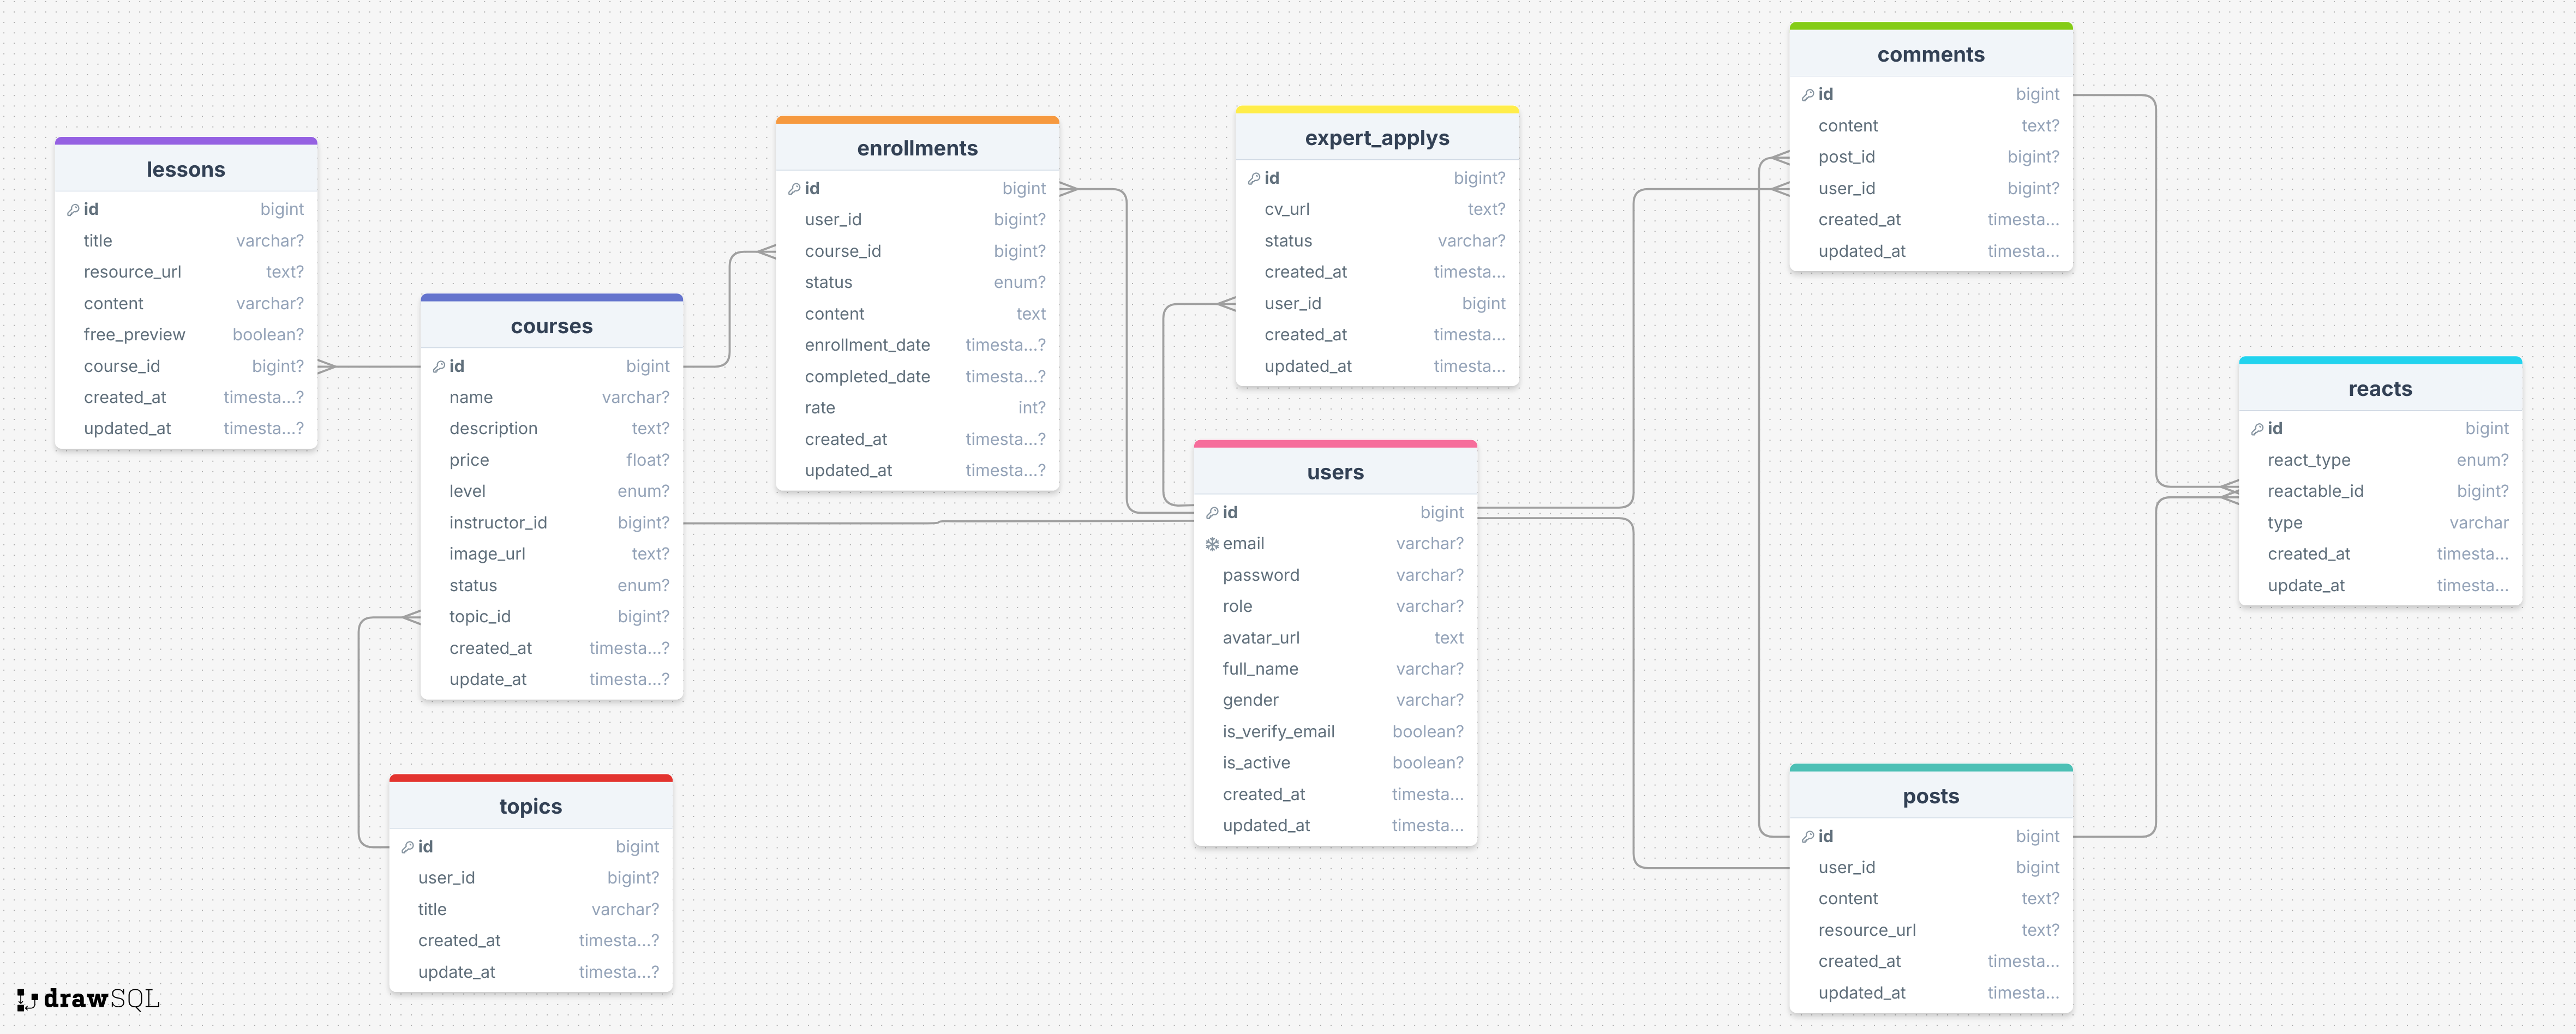 lessons
id bigint
title varchar?
resource_url text?
content varchar?
free_preview boolean?
course_id bigint?
created_at timesta...?
updated_at timesta...?
courses
id bigint
name varchar?
description text?
price float?
level enum?
instructor_id bigint?
image_url text?
status enum?
topic_id bigint?
created_at timesta...?
update_at timesta...?
topics
id bigint
user_id bigint?
title varchar?
created_at timesta...?
update_at timesta...?
enrollments
id bigint
user_id bigint?
course_id bigint?
status enum?
content text
enrollment_date timesta...?
completed_date timesta...?
rate int?
created_at timesta...?
updated_at timesta...?
expert_applys
id bigint?
cv_url text?
status varchar?
created_at timesta...
user_id bigint
created_at timesta...
updated_at timesta...
users
id bigint
email varchar?
password varchar?
role varchar?
avatar_url text
full_name varchar?
gender varchar?
is_verify_email boolean?
is_active boolean?
created_at timesta...
updated_at timesta...
comments
id bigint
content text?
post_id bigint?
user_id bigint?
created_at timesta...
updated_at timesta...
posts
id bigint
user_id bigint
content text?
resource_url text?
created_at timesta...
updated_at timesta...
reacts
id bigint
react_type enum?
reactable_id bigint?
type varchar
created_at timesta...
update_at timesta...
drawSQL